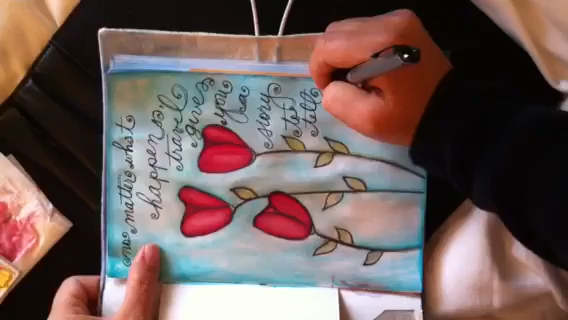 no matter what
happens
travel
gives
you
a
story
to
tell